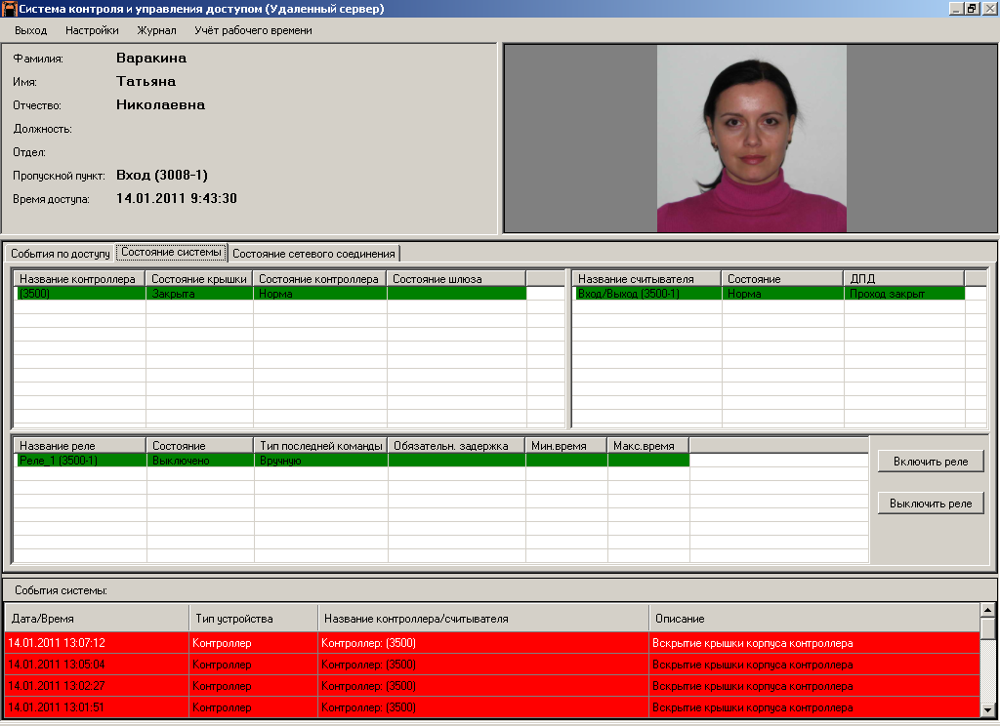 Система контроля и управления доступом (Удаленный сервер)
Выход Настройки Журнал Учёт рабочего времени
Фамилия: Варакина
Имя: Татьяна
Отчество: Николаевна
Должность:
Отдел:
Пропускной пункт: Вход (3008-1)
Время доступа: 14.01.2011 9:43:30
События по доступу Состояние системы Состояние сетевого соединения
Название контроллера Состояние крышки Состояние контроллера Состояние шлюза
(3500) Закрыта Норма
Название считывателя Состояние ДПД
Вход/Выход (3500-1) Норма Проход закрыт
Название реле Состояние Тип последней команды Обязательн. задержка Мин.время Макс.время
Реле_1 (3500-1) Выключено Вручную
Включить реле
Выключить реле
События системы:
Дата/Время Тип устройства Название контроллера/считывателя Описание
14.01.2011 13:07:12 Контроллер Контроллер: (3500) Вскрытие крышки корпуса контроллера
14.01.2011 13:05:04 Контроллер Контроллер: (3500) Вскрытие крышки корпуса контроллера
14.01.2011 13:02:27 Контроллер Контроллер: (3500) Вскрытие крышки корпуса контроллера
14.01.2011 13:01:51 Контроллер Контроллер: (3500) Вскрытие крышки корпуса контроллера